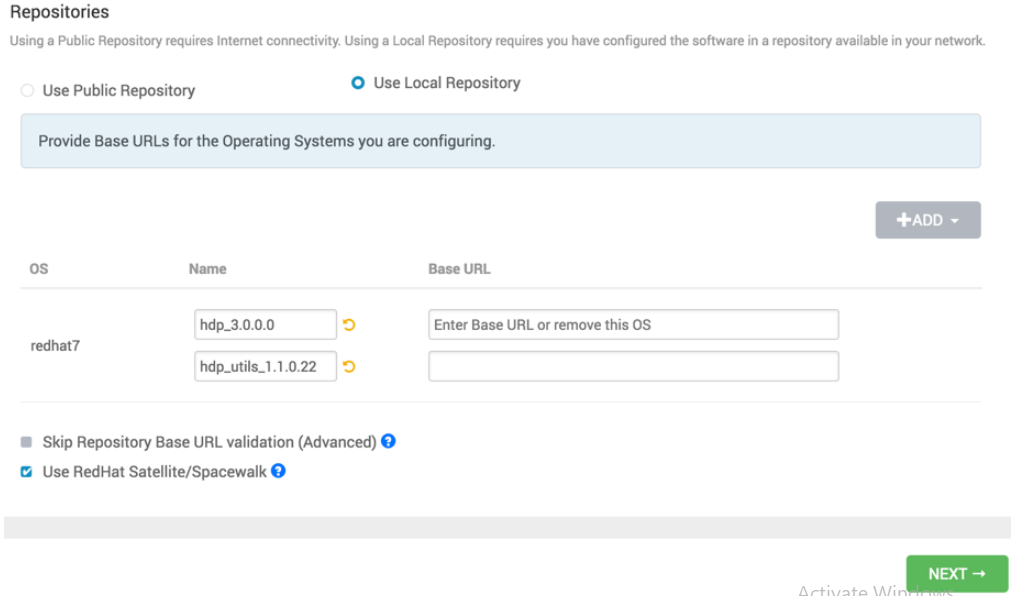 Repositories
Using a Public Repository requires Internet connectivity. Using a Local Repository requires you have configured the software in a repository available in your network.
Use Public Repository
Use Local Repository
Provide Base URLs for the Operating Systems you are configuring.
+ADD
OS Name Base URL
redhat7
hdp_3.0.0.0 Enter Base URL or remove this OS
hdp_utils_1.1.0.22
Skip Repository Base URL validation (Advanced) ?
Use RedHat Satellite/Spacewalk ?
NEXT →
Activate Windows